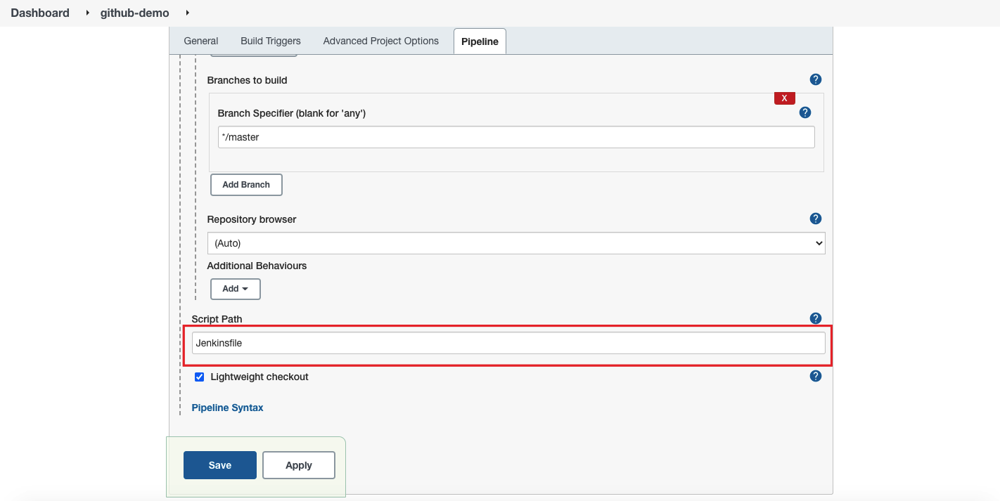 Dashboard github-demo
General Build Triggers Advanced Project Options Pipeline
Branches to build ?
X
Branch Specifier (blank for 'any') ?
*/master
Add Branch
Repository browser ?
(Auto)
Additional Behaviours
Add
Script Path ?
Jenkinsfile
Lightweight checkout ?
Pipeline Syntax
Save Apply